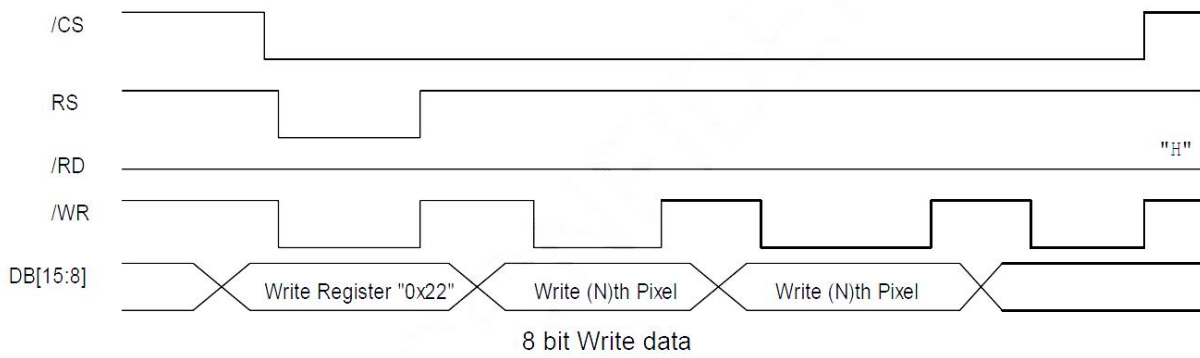 /CS
RS
/RD
"H"
/WR
DB[15:8]
Write Register "0x22"
Write (N)th Pixel
Write (N)th Pixel
8 bit Write data